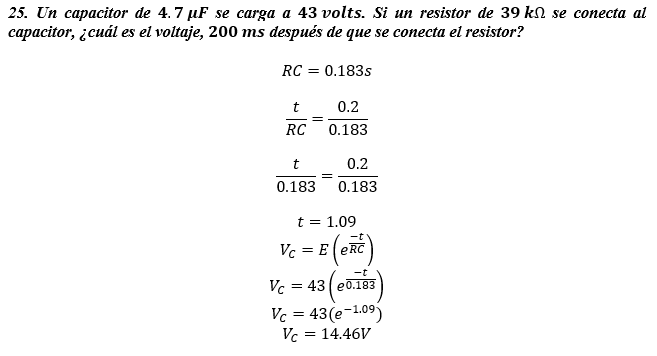 25. Un capacitor de 4.7 μF se carga a 43 volts. Si un resistor de 39 kΩ se conecta al
capacitor, ¿cuál es el voltaje, 200 ms después de que se conecta el resistor?
RC = 0.183s
t/RC = 0.2/0.183
t/0.183 = 0.2/0.183
t = 1.09
V_C = E(e^(-t/RC))
V_C = 43(e^(-t/0.183))
V_C = 43(e^(-1.09))
V_C = 14.46V